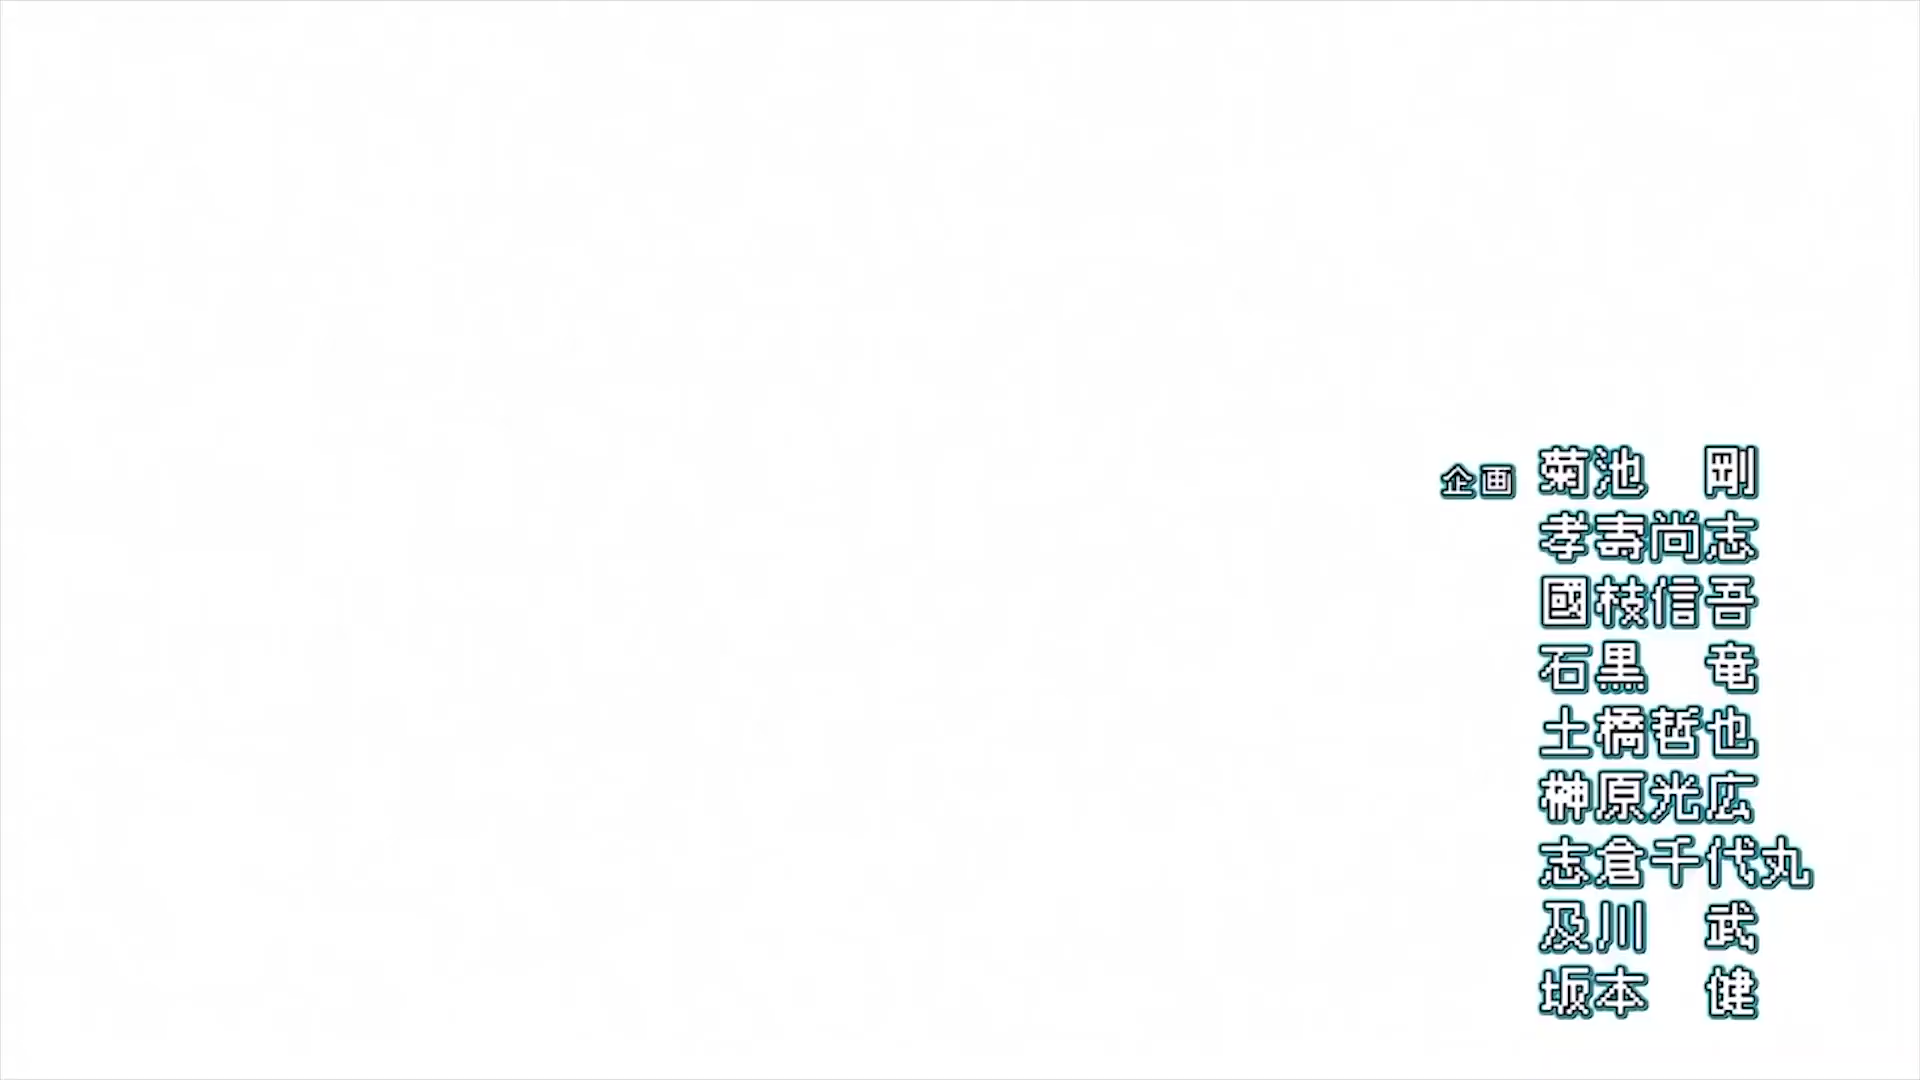 企画 菊池　剛
孝壽尚志
國枝信吾
石黒　竜
土橋哲也
榊原光広
志倉千代丸
及川　武
坂本　健